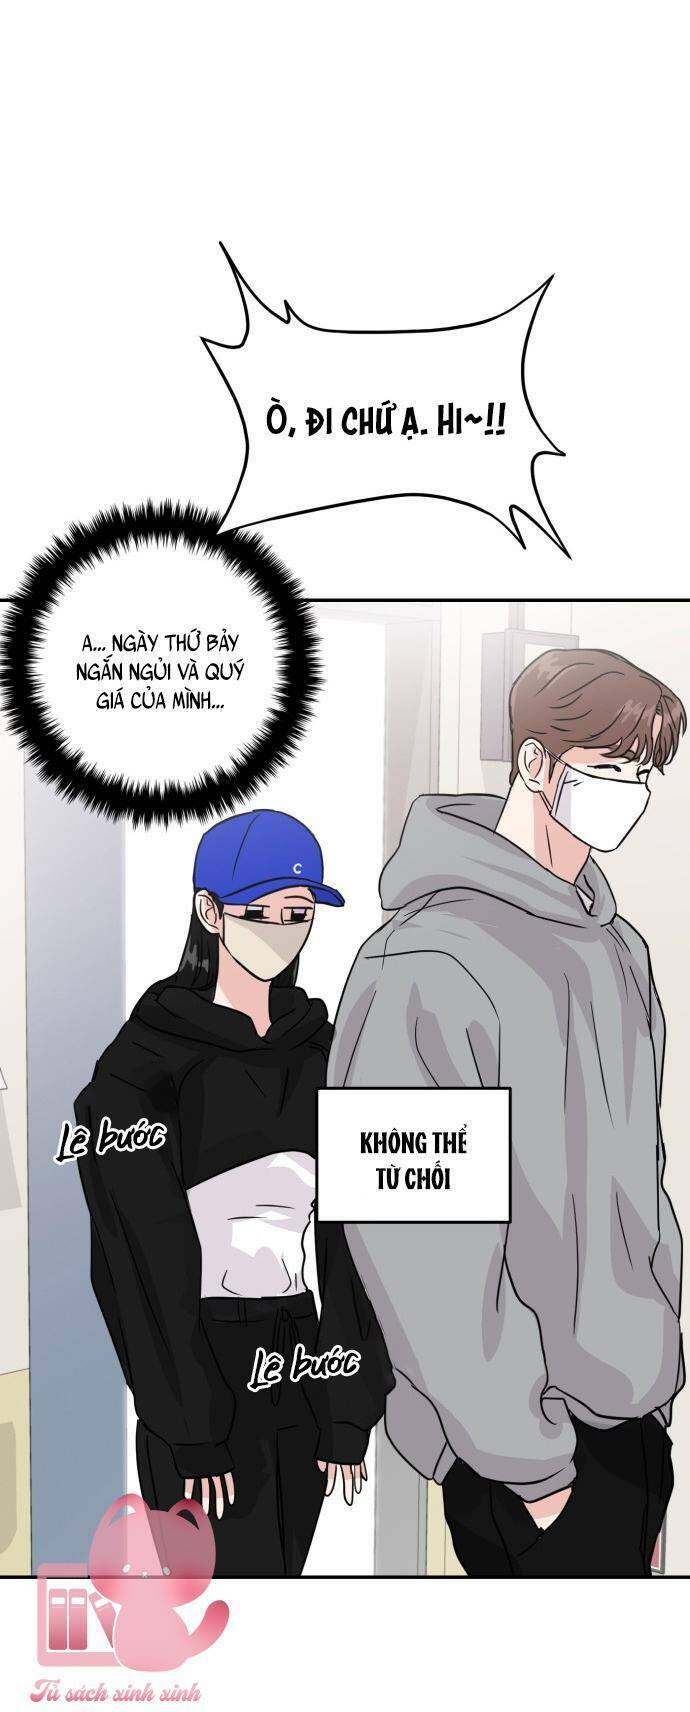 Ò, ĐI CHỨ Ạ. HI~!!
A... NGÀY THỨ BẢY
NGẮN NGỦI VÀ QUÝ
GIÁ CỦA MÌNH...
C
Lê bước
KHÔNG THỂ
TỪ CHỐI
Lê bước
Tủ sách xinh xinh